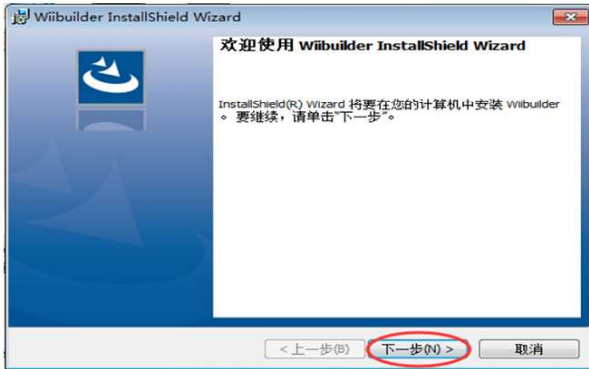 Wiibuilder InstallShield Wizard
欢迎使用 Wiibuilder InstallShield Wizard
InstallShield(R) Wizard 将要在您的计算机中安装 Wiibuilder
。要继续，请单击"下一步"。
<上一步(B)
下一步(N) >
取消